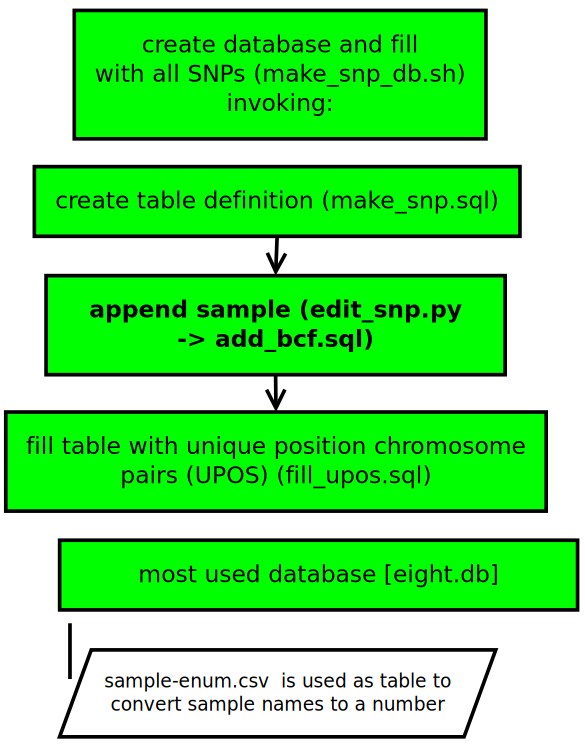 create database and fill
with all SNPs (make_snp_db.sh)
invoking:
create table definition (make_snp.sql)
append sample (edit_snp.py
-> add_bcf.sql)
fill table with unique position chromosome
pairs (UPOS) (fill_upos.sql)
most used database [eight.db]
sample-enum.csv  is used as table to
convert sample names to a number